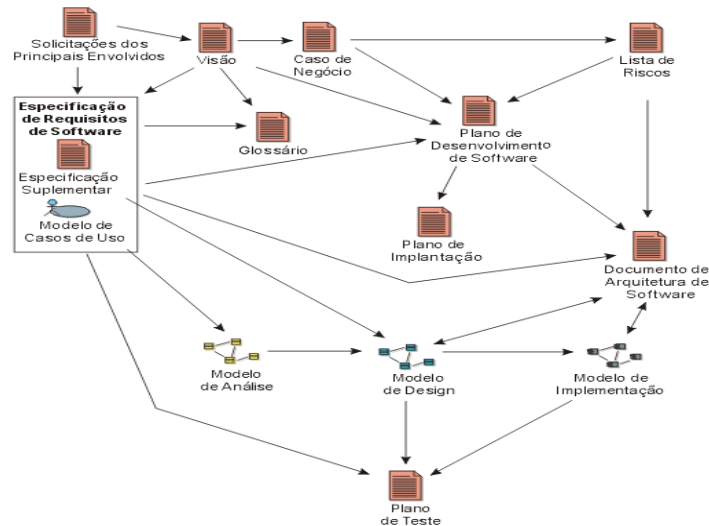 Solicitações dos
Principais Envolvidos
Visão
Caso de
Negócio
Lista de
Riscos
Especificação
de Requisitos
de Software
Especificação
Suplementar
Modelo de
Casos de Uso
Glossário
Plano de
Desenvolvimento
de Software
Plano de
Implantação
Documento de
Arquitetura de
Software
Modelo
de Análise
Modelo
de Design
Modelo de
Implementação
Plano
de Teste